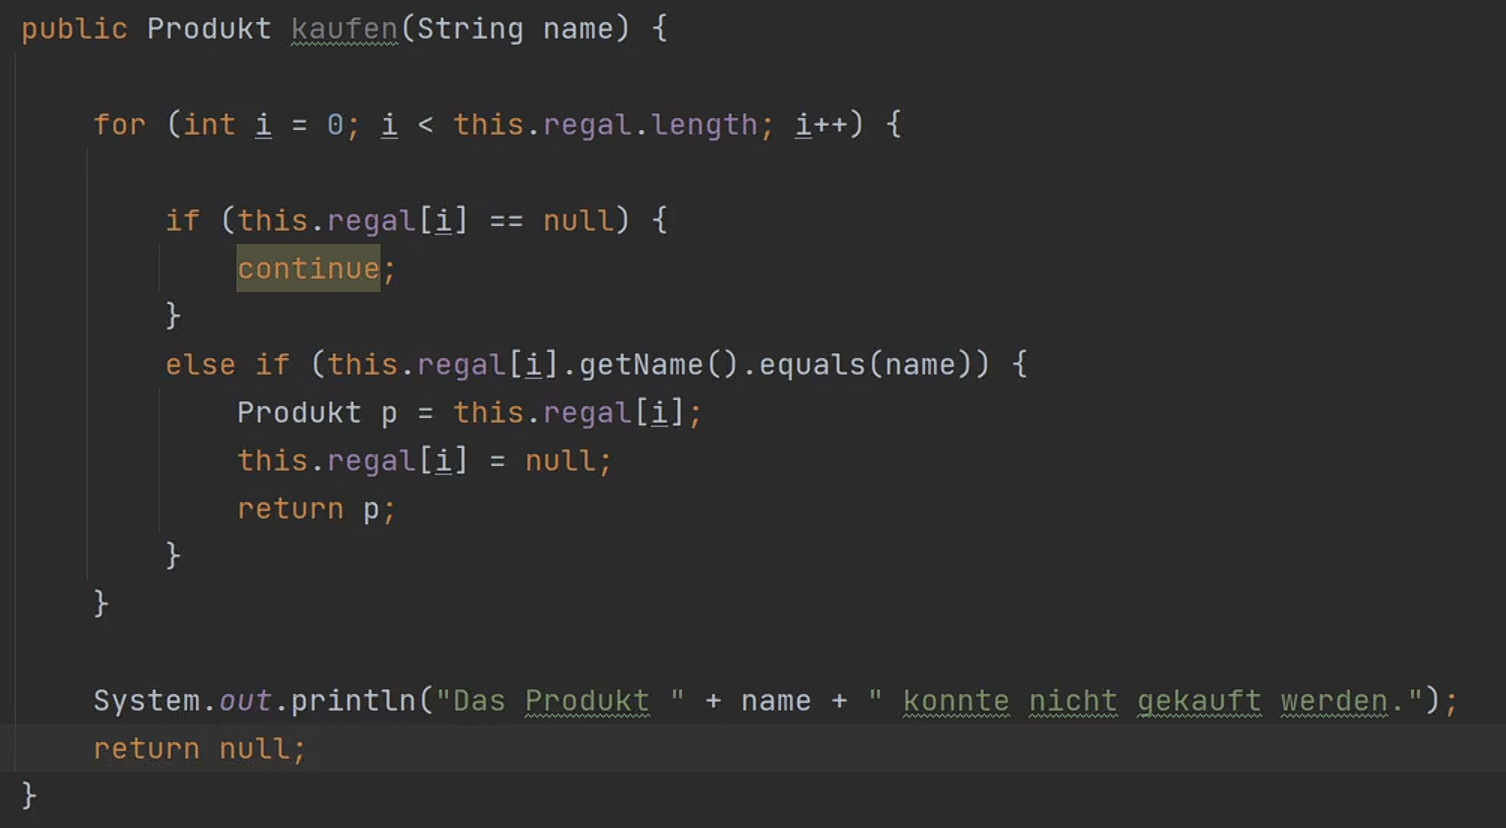 public Produkt kaufen(String name) {
for (int i = 0; i < this.regal.length; i++) {
if (this.regal[i] == null) {
continue;
}
else if (this.regal[i].getName().equals(name)) {
Produkt p = this.regal[i];
this.regal[i] = null;
return p;
}
}
System.out.println("Das Produkt " + name + " konnte nicht gekauft werden.");
return null;
}